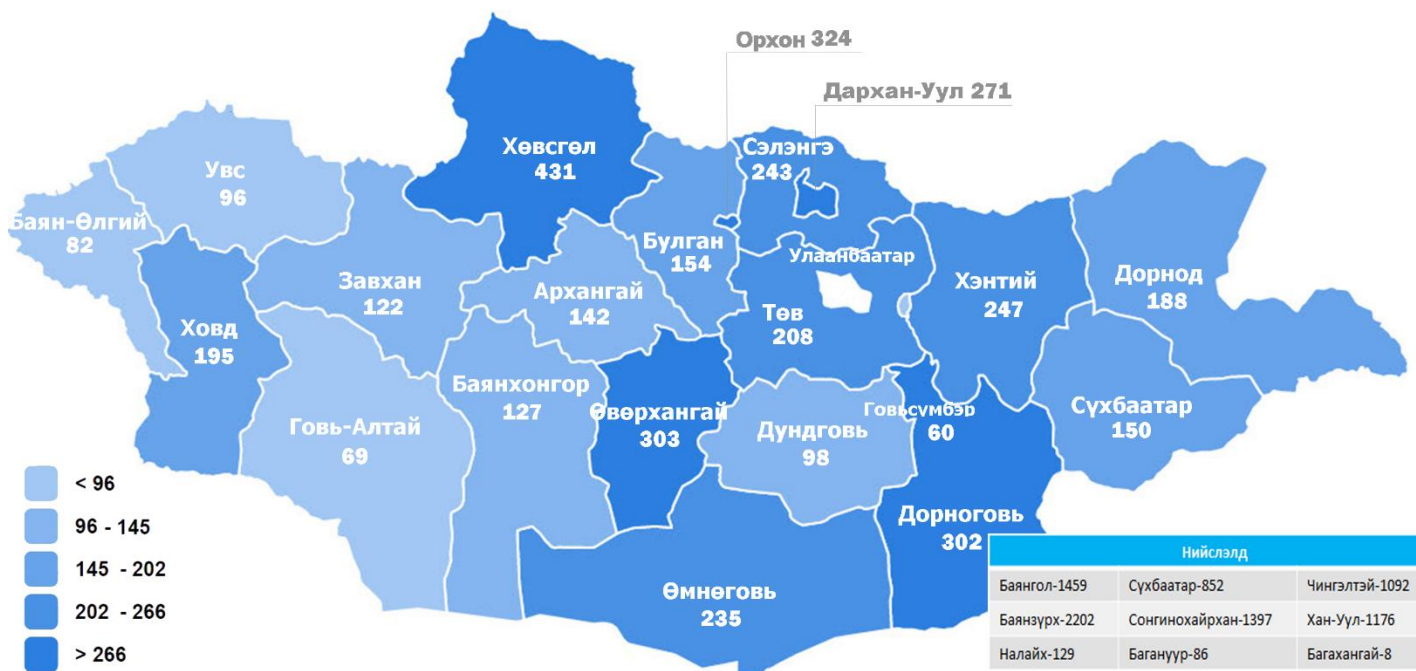 Орхон 324
Дархан-Уул 271
Хөвсгөл
431
Сэлэнгэ
243
Увс
96
Баян-Өлгий
82
Булган
154
Улаанбаатар
Завхан
122
Архангай
142
Хэнтий
247
Дорнод
188
Ховд
195
Төв
208
Баянхонгор
127
Өвөрхангай
303
Говь-Алтай
69
Дундговь
98
Говьсүмбэр
60
Сүхбаатар
150
Дорноговь
302
Өмнөговь
235
< 96
96 - 145
145 - 202
202 - 266
> 266
Нийслэлд
Баянгол-1459 Сүхбаатар-852 Чингэлтэй-1092
Баянзүрх-2202 Сонгинохайрхан-1397 Хан-Уул-1176
Налайх-129 Багануур-86 Багахангай-8